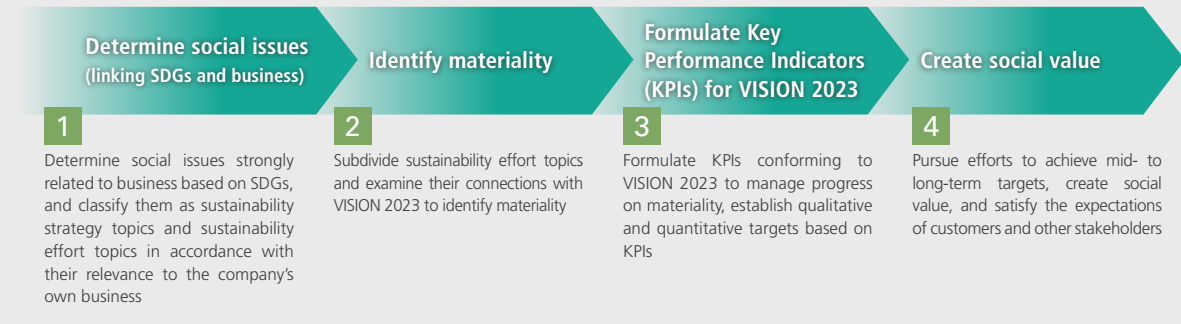 Determine social issues
(linking SDGs and business)
1
Determine social issues strongly
related to business based on SDGs,
and classify them as sustainability
strategy topics and sustainability
effort topics in accordance with
their relevance to the company's
own business
Identify materiality
2
Subdivide sustainability effort topics
and examine their connections with
VISION 2023 to identify materiality
Formulate Key
Performance Indicators
(KPIs) for VISION 2023
3
Formulate KPIs conforming to
VISION 2023 to manage progress
on materiality, establish qualitative
and quantitative targets based on
KPIs
Create social value
4
Pursue efforts to achieve mid- to
long-term targets, create social
value, and satisfy the expectations
of customers and other stakeholders